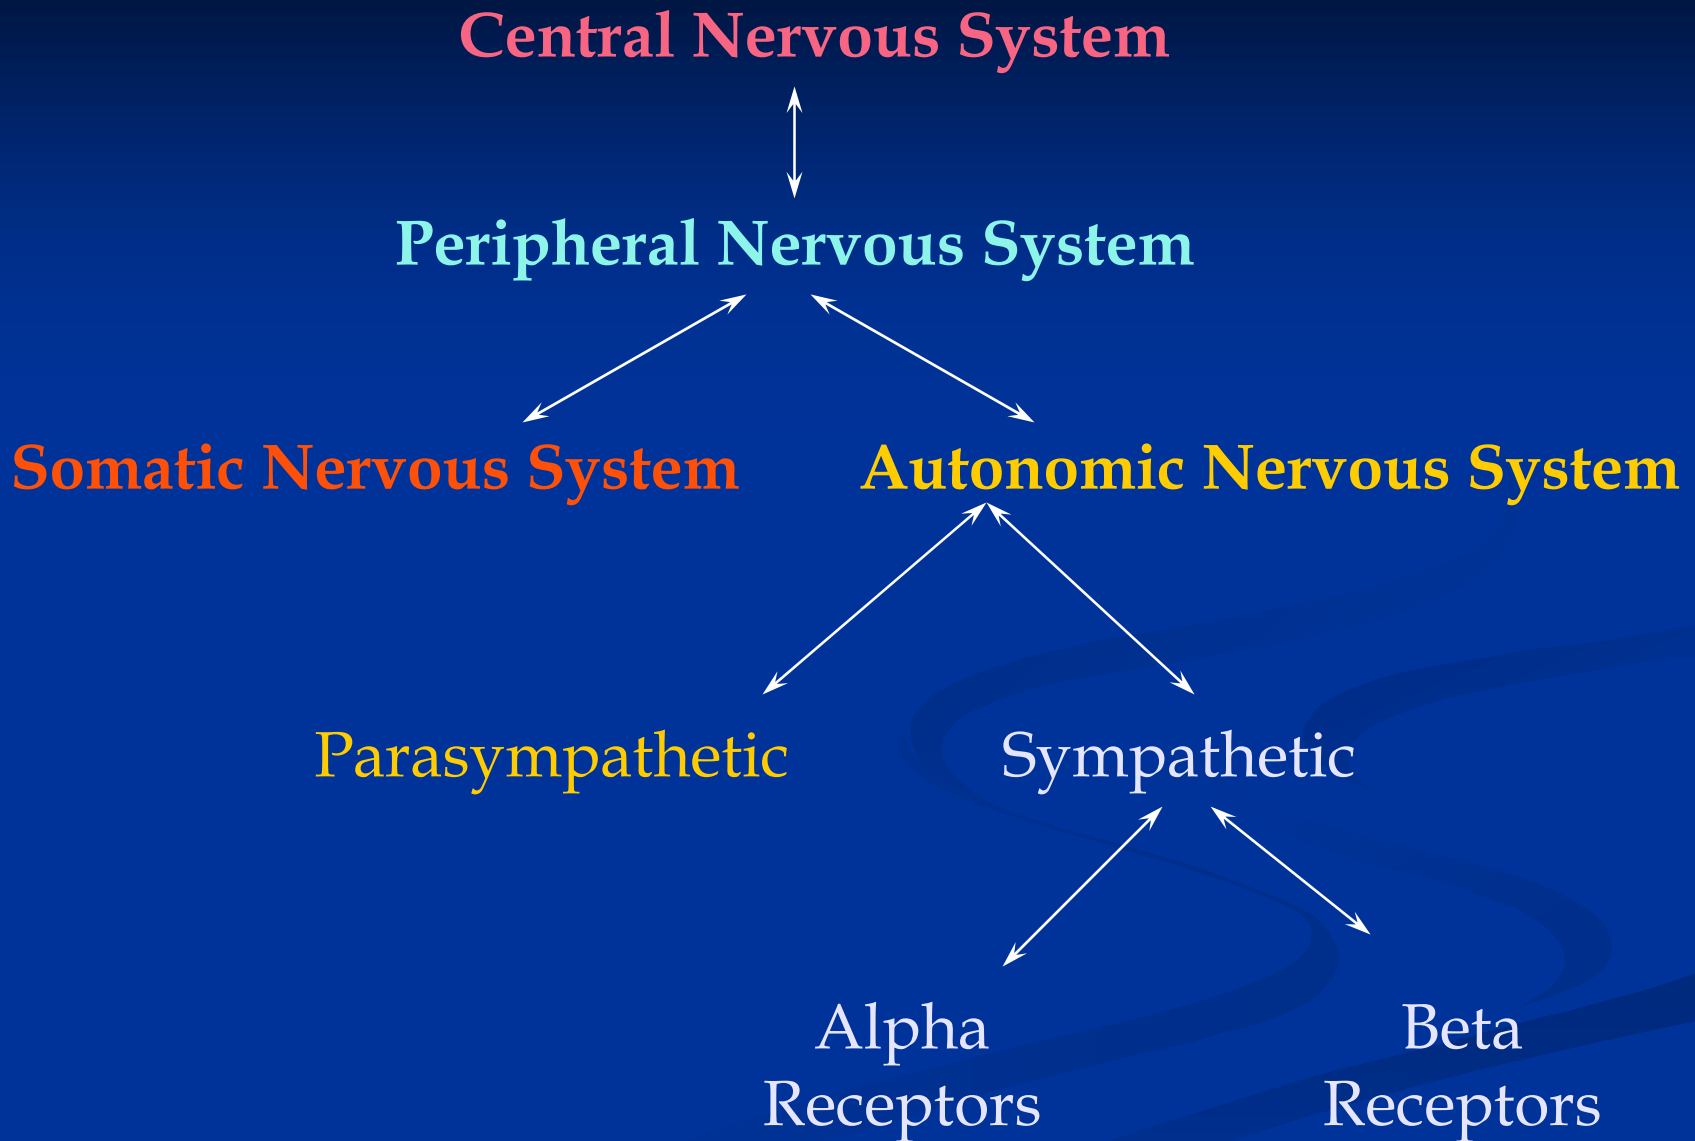 Central Nervous System
Peripheral Nervous System
Somatic Nervous System
Autonomic Nervous System
Parasympathetic
Sympathetic
Alpha
Receptors
Beta
Receptors